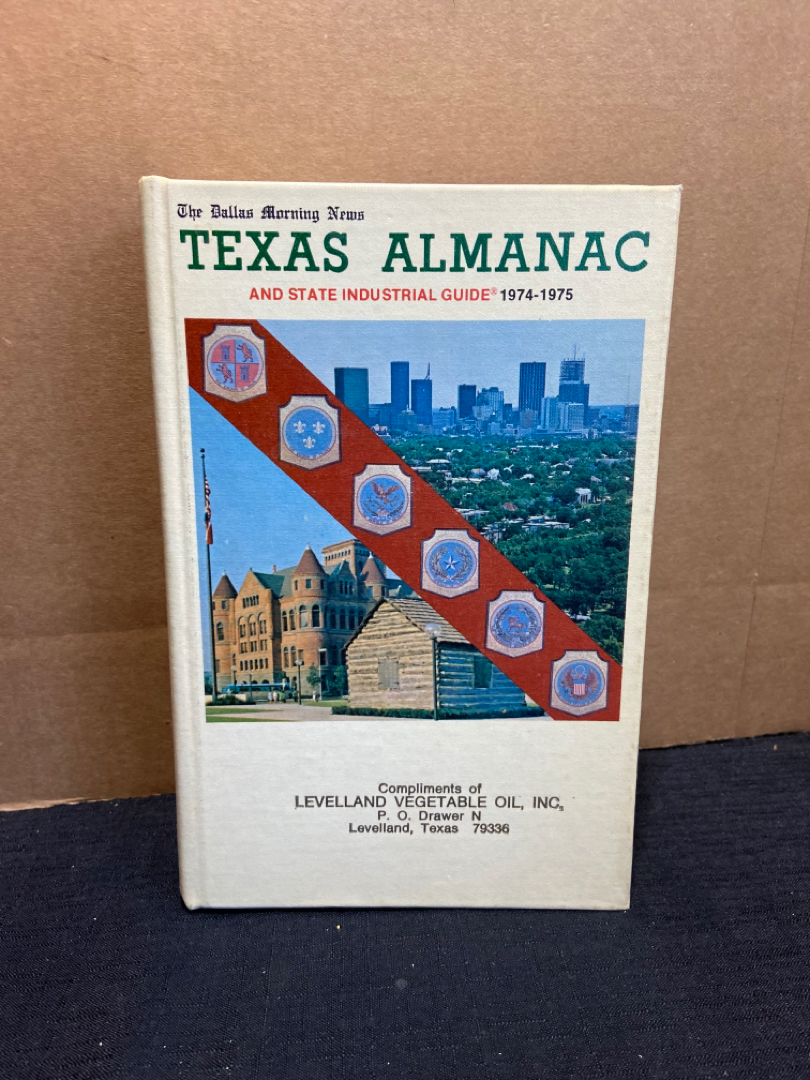 The Dallas Morning News
TEXAS ALMANAC
AND STATE INDUSTRIAL GUIDE® 1974-1975
Compliments of
LEVELLAND VEGETABLE OIL, INC.
P. O. Drawer N
Levelland, Texas 79336